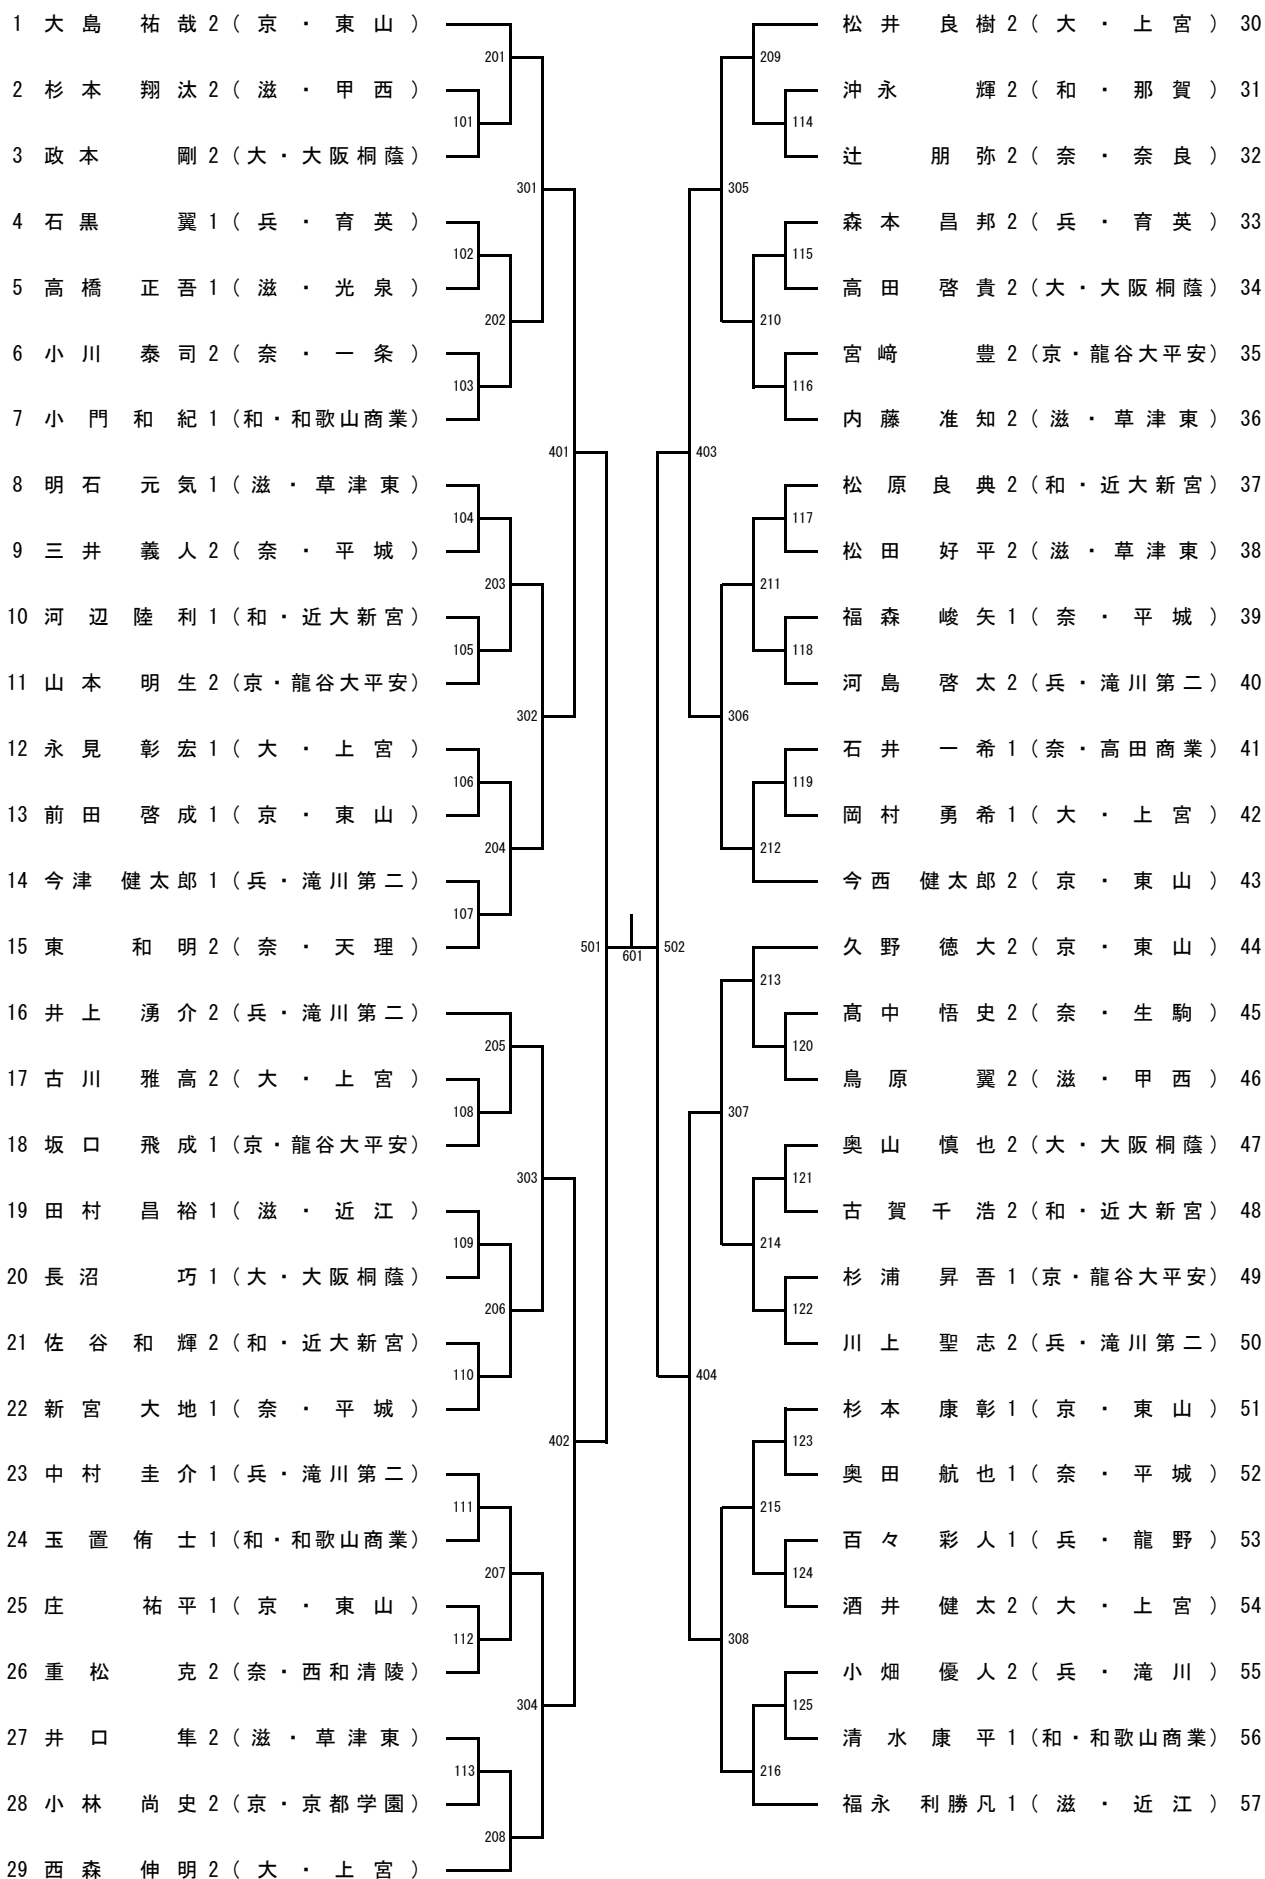 1 大島 祐哉 2 (京・東山)
2 杉本 翔汰 2 (滋・甲西)
3 政本 剛 2 (大・大阪桐蔭)
4 石黒 翼 1 (兵・育英)
5 高橋 正吾 1 (滋・光泉)
6 小川 泰司 2 (奈・一条)
7 小門 和紀 1 (和・和歌山商業)
8 明石 元気 1 (滋・草津東)
9 三井 義人 2 (奈・平城)
10 河辺 陸利 1 (和・近大新宮)
11 山本 明生 2 (京・龍谷大平安)
12 永見 彰宏 1 (大・上宮)
13 前田 啓成 1 (京・東山)
14 今津 健太郎 1 (兵・滝川第二)
15 東 和明 2 (奈・天理)
16 井上 湧介 2 (兵・滝川第二)
17 古川 雅高 2 (大・上宮)
18 坂口 飛成 1 (京・龍谷大平安)
19 田村 昌裕 1 (滋・近江)
20 長沼 巧 1 (大・大阪桐蔭)
21 佐谷 和輝 2 (和・近大新宮)
22 新宮 大地 1 (奈・平城)
23 中村 圭介 1 (兵・滝川第二)
24 玉置 侑士 1 (和・和歌山商業)
25 庄 祐平 1 (京・東山)
26 重松 克 2 (奈・西和清陵)
27 井口 隼 2 (滋・草津東)
28 小林 尚史 2 (京・京都学園)
29 西森 伸明 2 (大・上宮)
101
102
103
104
105
106
107
108
109
110
111
112
113
201
202
203
204
205
206
207
208
301
302
303
304
401
402
501
601
502
403
404
305
306
307
308
209
210
211
212
213
214
215
216
114
115
116
117
118
119
120
121
122
123
124
125
松井 良樹 2 (大・上宮) 30
沖永 輝 2 (和・那賀) 31
辻 朋弥 2 (奈・奈良) 32
森本 昌邦 2 (兵・育英) 33
高田 啓貴 2 (大・大阪桐蔭) 34
宮﨑 豊 2 (京・龍谷大平安) 35
内藤 准知 2 (滋・草津東) 36
松原 良典 2 (和・近大新宮) 37
松田 好平 2 (滋・草津東) 38
福森 峻矢 1 (奈・平城) 39
河島 啓太 2 (兵・滝川第二) 40
石井 一希 1 (奈・高田商業) 41
岡村 勇希 1 (大・上宮) 42
今西 健太郎 2 (京・東山) 43
久野 徳大 2 (京・東山) 44
髙中 悟史 2 (奈・生駒) 45
鳥原 翼 2 (滋・甲西) 46
奥山 慎也 2 (大・大阪桐蔭) 47
古賀 千浩 2 (和・近大新宮) 48
杉浦 昇吾 1 (京・龍谷大平安) 49
川上 聖志 2 (兵・滝川第二) 50
杉本 康彰 1 (京・東山) 51
奥田 航也 1 (奈・平城) 52
百々 彩人 1 (兵・龍野) 53
酒井 健太 2 (大・上宮) 54
小畑 優人 2 (兵・滝川) 55
清水 康平 1 (和・和歌山商業) 56
福永 利勝凡 1 (滋・近江) 57